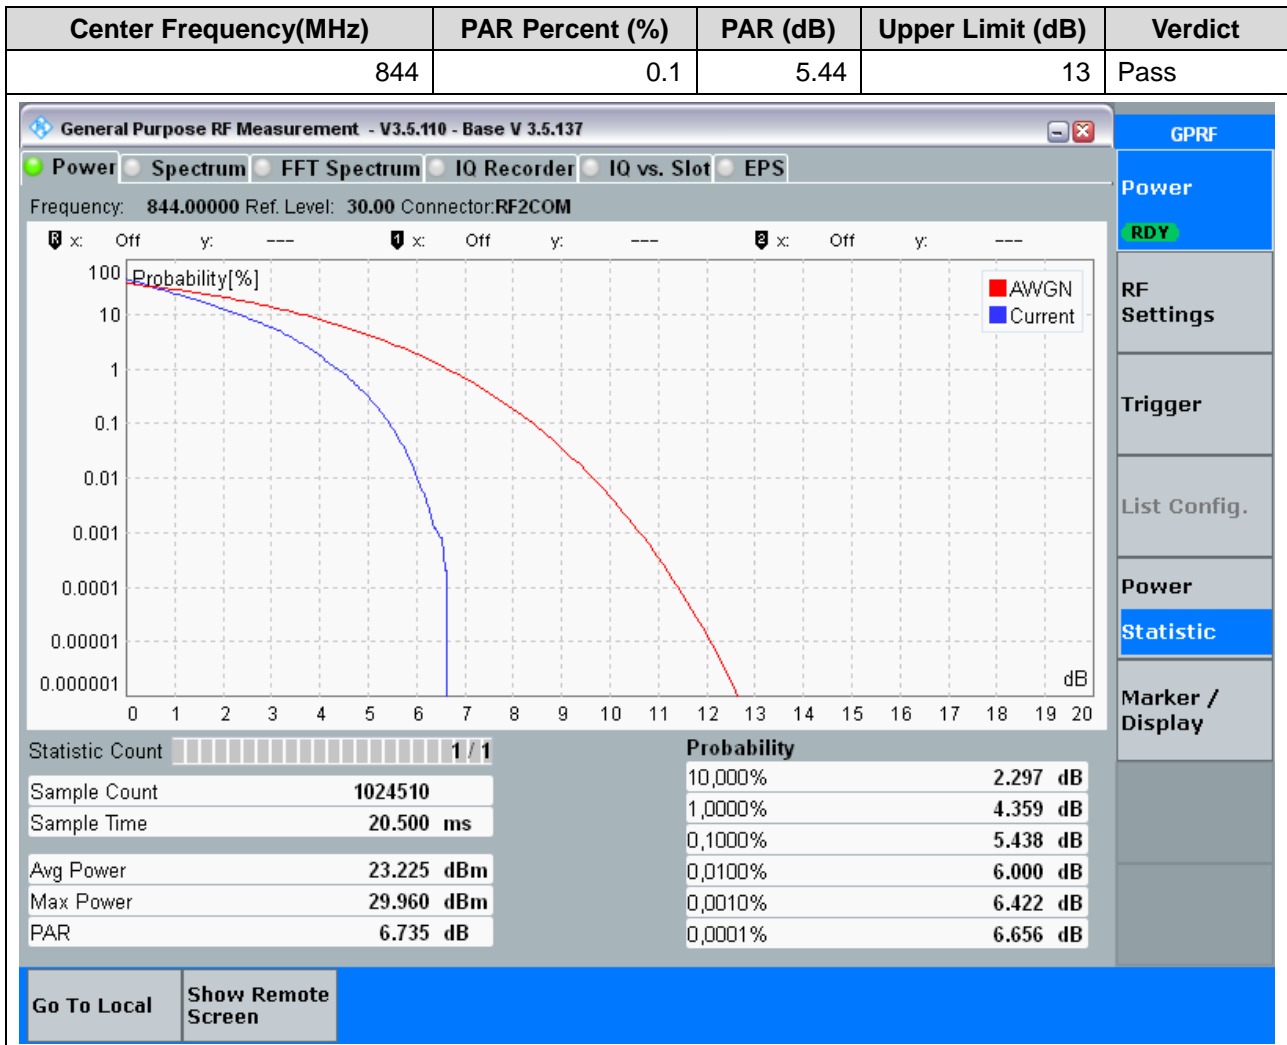 Center Frequency(MHz) PAR Percent (%) PAR (dB) Upper Limit (dB) Verdict
844 0.1 5.44 13 Pass
General Purpose RF Measurement - V3.5.110 - Base V 3.5.137
GPRF
Power Spectrum FFT Spectrum IQ Recorder IQ vs. Slot EPS
Power
RDY
Frequency: 844.00000 Ref. Level: 30.00 Connector:RF2COM
R x: Off y: --- 1 x: Off y: --- 2 x: Off y: ---
100 Probability[%]
AWGN
Current
10
1
0.1
0.01
0.001
0.0001
0.00001
0.000001
dB
0 1 2 3 4 5 6 7 8 9 10 11 12 13 14 15 16 17 18 19 20
RF
Settings
Trigger
List Config.
Power
Statistic
Marker /
Display
Statistic Count 1 / 1
Sample Count 1024510
Sample Time 20.500 ms
Avg Power 23.225 dBm
Max Power 29.960 dBm
PAR 6.735 dB
Probability
10,000% 2.297 dB
1,0000% 4.359 dB
0,1000% 5.438 dB
0,0100% 6.000 dB
0,0010% 6.422 dB
0,0001% 6.656 dB
Go To Local
Show Remote
Screen